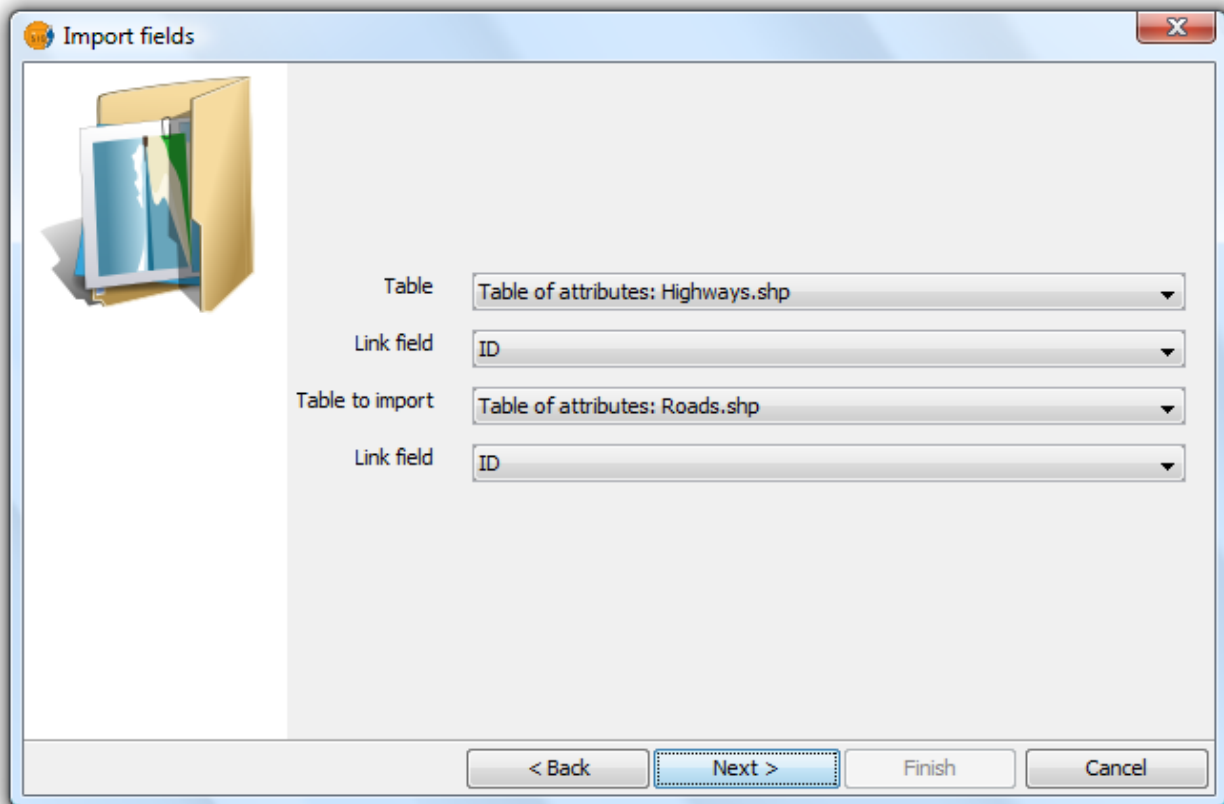 Import fields
Table Table of attributes: Highways.shp
Link field ID
Table to import Table of attributes: Roads.shp
Link field ID
< Back Next > Finish Cancel